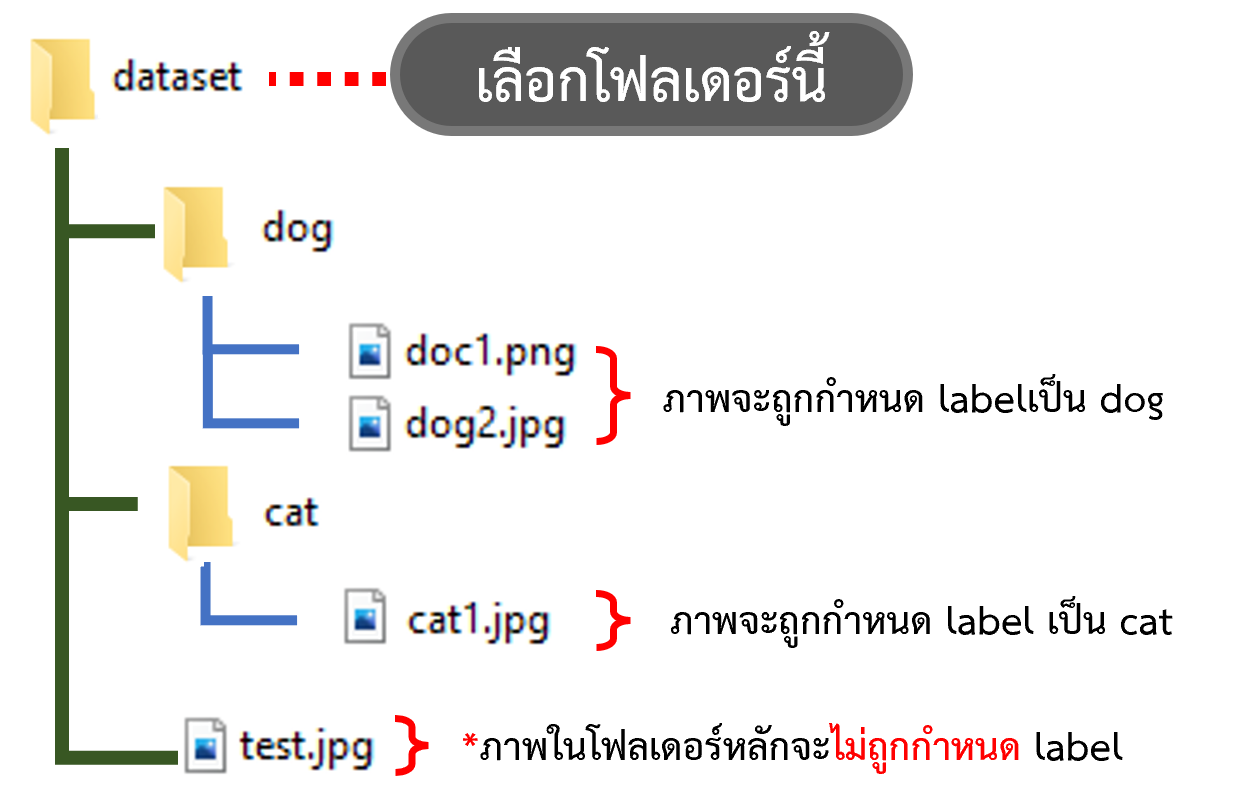 dataset
เลือกโฟลเดอร์นี้
dog
doc1.png
dog2.jpg
ภาพจะถูกกำหนด labelเป็น dog
cat
cat1.jpg
ภาพจะถูกกำหนด label เป็น cat
test.jpg
*ภาพในโฟลเดอร์หลักจะไม่ถูกกำหนด label